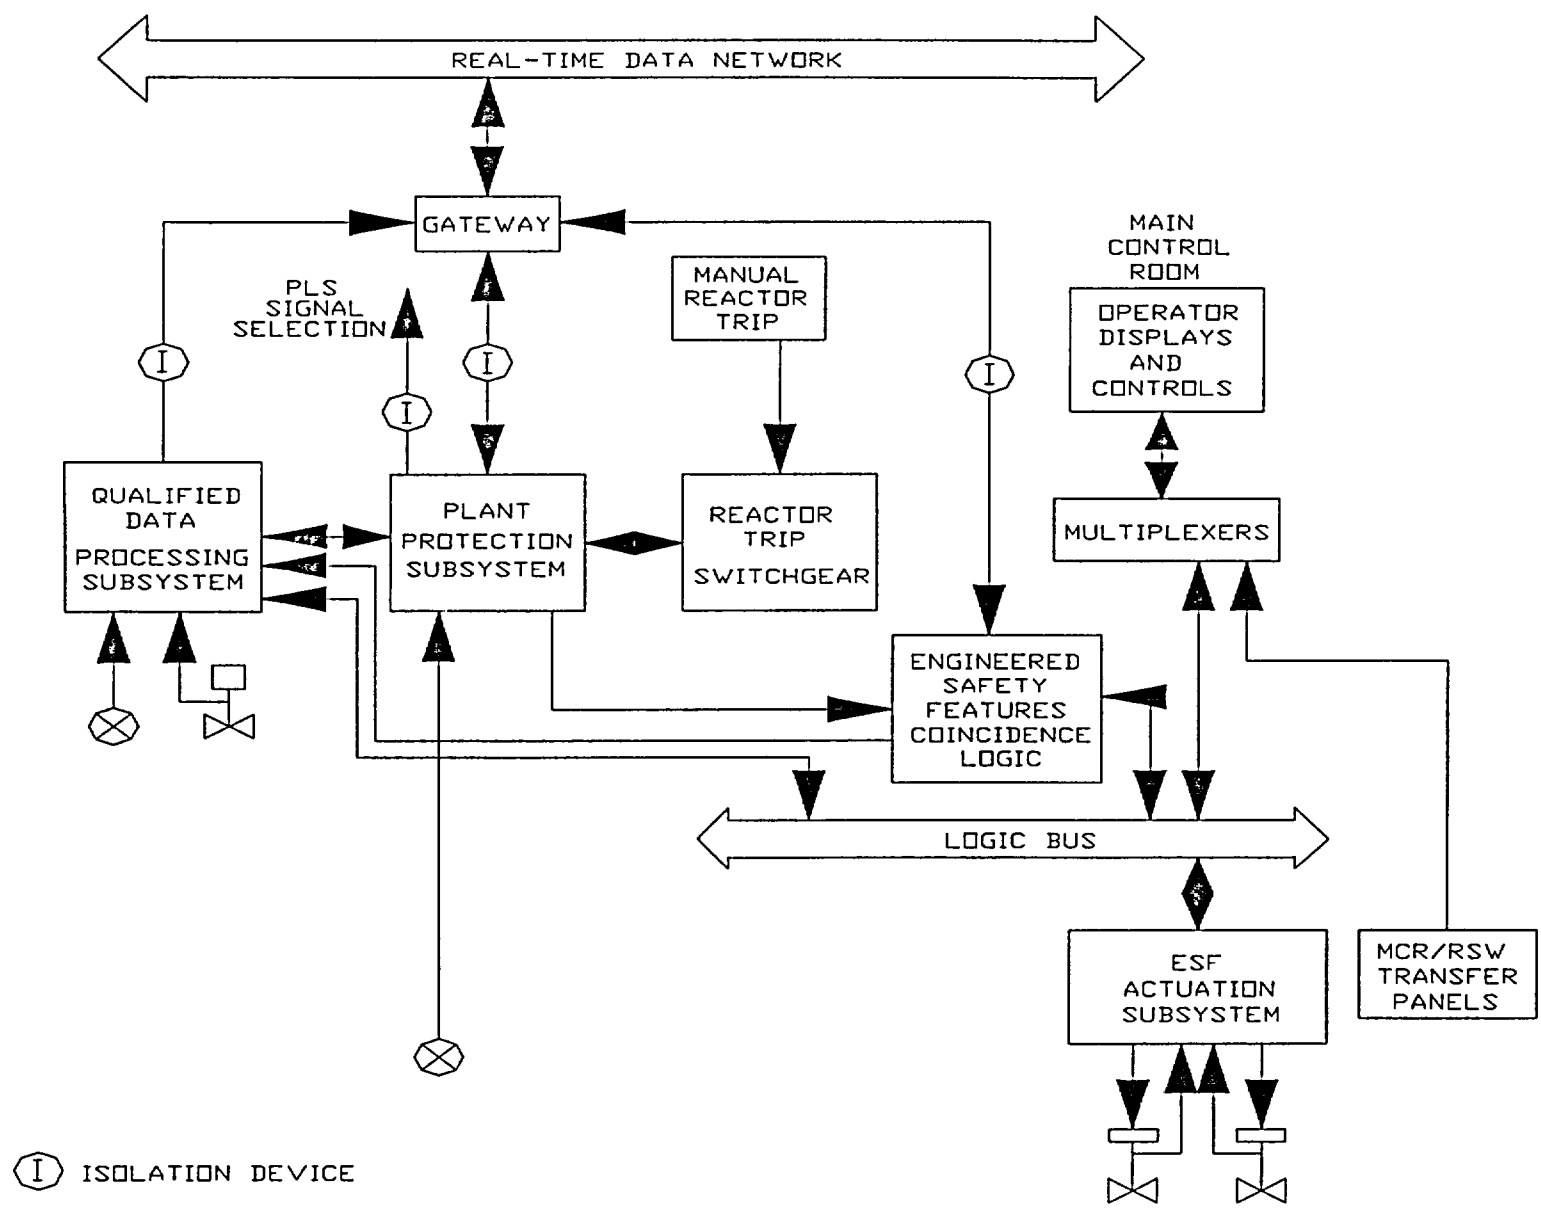 REAL-TIME DATA NETWORK
GATEWAY
PLS
SIGNAL
SELECTION
I
I
I
I
MANUAL
REACTOR
TRIP
MAIN
CONTROL
ROOM
OPERATOR
DISPLAYS
AND
CONTROLS
QUALIFIED
DATA
PROCESSING
SUBSYSTEM
PLANT
PROTECTION
SUBSYSTEM
REACTOR
TRIP
SWITCHGEAR
MULTIPLEXERS
ENGINEERED
SAFETY
FEATURES
COINCIDENCE
LOGIC
LOGIC BUS
ESF
ACTUATION
SUBSYSTEM
MCR/RSW
TRANSFER
PANELS
I ISOLATION DEVICE